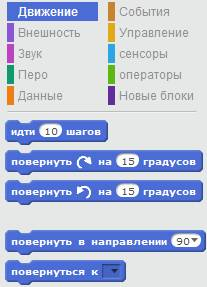 Движение События
Внешность Управление
Звук сенсоры
Перо операторы
Данные Новые блоки
идти 10 шагов
повернуть на 15 градусов
повернуть на 15 градусов
повернуть в направлении 90
повернуться к